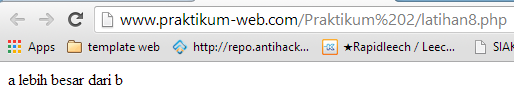 www.praktikum-web.com/Praktikum%202/latihan8.php
Apps template web http://repo.antihack... ★Rapidleech / Leec... SIAK
a lebih besar dari b